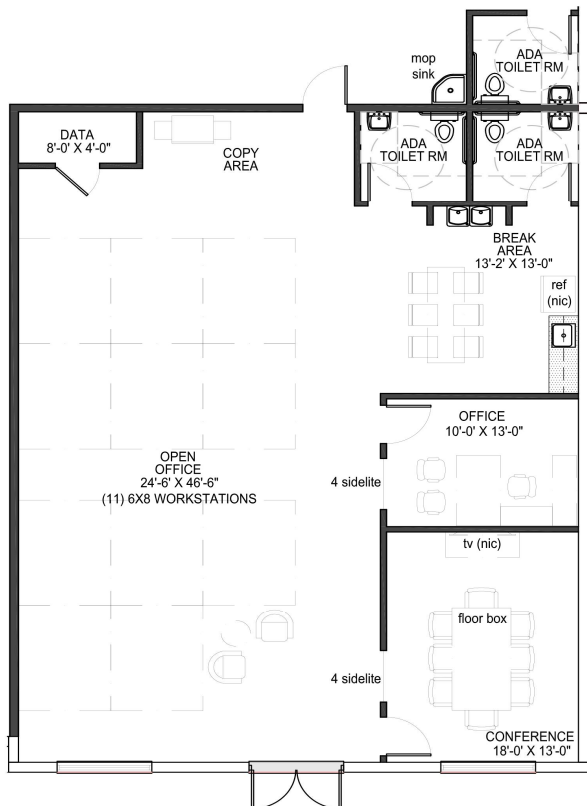 mop
sink
ADA
TOILET RM
DATA
8'-0' X 4'-0"
COPY
AREA
ADA
TOILET RM
ADA
TOILET RM
BREAK
AREA
13'-2' X 13'-0"
ref
(nic)
OFFICE
10'-0' X 13'-0"
OPEN
OFFICE
24'-6' X 46'-6"
(11) 6X8 WORKSTATIONS
4 sidelite
tv (nic)
floor box
4 sidelite
CONFERENCE
18'-0' X 13'-0"